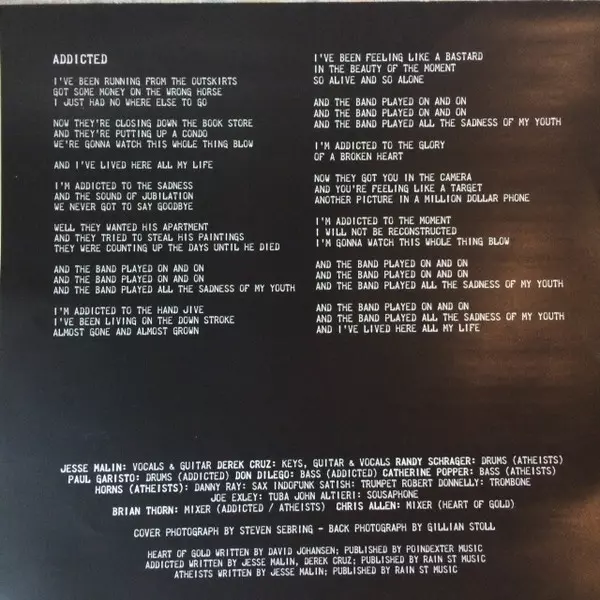 ADDICTED
I'VE BEEN RUNNING FROM THE OUTSKIRTS
GOT SOME MONEY ON THE WRONG HORSE
I JUST HAD NO WHERE ELSE TO GO
NOW THEY'RE CLOSING DOWN THE BOOK STORE
AND THEY'RE PUTTING UP A CONDO
WE'RE GONNA WATCH THIS WHOLE THING BLOW
AND I'VE LIVED HERE ALL MY LIFE
I'M ADDICTED TO THE SADNESS
AND THE SOUND OF JUBILATION
WE NEVER GOT TO SAY GOODBYE
WELL THEY WANTED HIS APARTMENT
AND THEY TRIED TO STEAL HIS PAINTINGS
THEY WERE COUNTING UP THE DAYS UNTIL HE DIED
AND THE BAND PLAYED ON AND ON
AND THE BAND PLAYED ON AND ON
AND THE BAND PLAYED ALL THE SADNESS OF MY YOUTH
I'M ADDICTED TO THE HAND JIVE
I'VE BEEN LIVING ON THE DOWN STROKE
ALMOST GONE AND ALMOST GROWN
I'VE BEEN FEELING LIKE A BASTARD
IN THE BEAUTY OF THE MOMENT
SO ALIVE AND SO ALONE
AND THE BAND PLAYED ON AND ON
AND THE BAND PLAYED ON AND ON
AND THE BAND PLAYED ALL THE SADNESS OF MY YOUTH
I'M ADDICTED TO THE GLORY
OF A BROKEN HEART
NOW THEY GOT YOU IN THE CAMERA
AND YOU'RE FEELING LIKE A TARGET
ANOTHER PICTURE IN A MILLION DOLLAR PHONE
I'M ADDICTED TO THE MOMENT
I WILL NOT BE RECONSTRUCTED
I'M GONNA WATCH THIS WHOLE THING BLOW
AND THE BAND PLAYED ON AND ON
AND THE BAND PLAYED ON AND ON
AND THE BAND PLAYED ALL THE SADNESS OF MY YOUTH
AND THE BAND PLAYED ON AND ON
AND THE BAND PLAYED ALL THE SADNESS OF MY YOUTH
AND I'VE LIVED HERE ALL MY LIFE
JESSE MALIN: VOCALS & GUITAR DEREK CRUZ: KEYS, GUITAR & VOCALS RANDY SCHRAGER: DRUMS (ATHEISTS)
PAUL GARISTO: DRUMS (ADDICTED) DON DILEGO: BASS (ADDICTED) CATHERINE POPPER: BASS (ATHEISTS)
HORNS (ATHEISTS): DANNY RAY: SAX INDOFUNK SATISH: TRUMPET ROBERT DONNELLY: TROMBONE
JOE EXLEY: TUBA JOHN ALTIERI: SOUSAPHONE
BRIAN THORN: MIXER (ADDICTED / ATHEISTS) CHRIS ALLEN: MIXER (HEART OF GOLD)
COVER PHOTOGRAPH BY STEVEN SEBRING - BACK PHOTOGRAPH BY GILLIAN STOLL
HEART OF GOLD WRITTEN BY DAVID JOHANSEN; PUBLISHED BY POINDEXTER MUSIC
ADDICTED WRITTEN BY JESSE MALIN, DEREK CRUZ; PUBLISHED BY RAIN ST MUSIC
ATHEISTS WRITTEN BY JESSE MALIN; PUBLISHED BY RAIN ST MUSIC